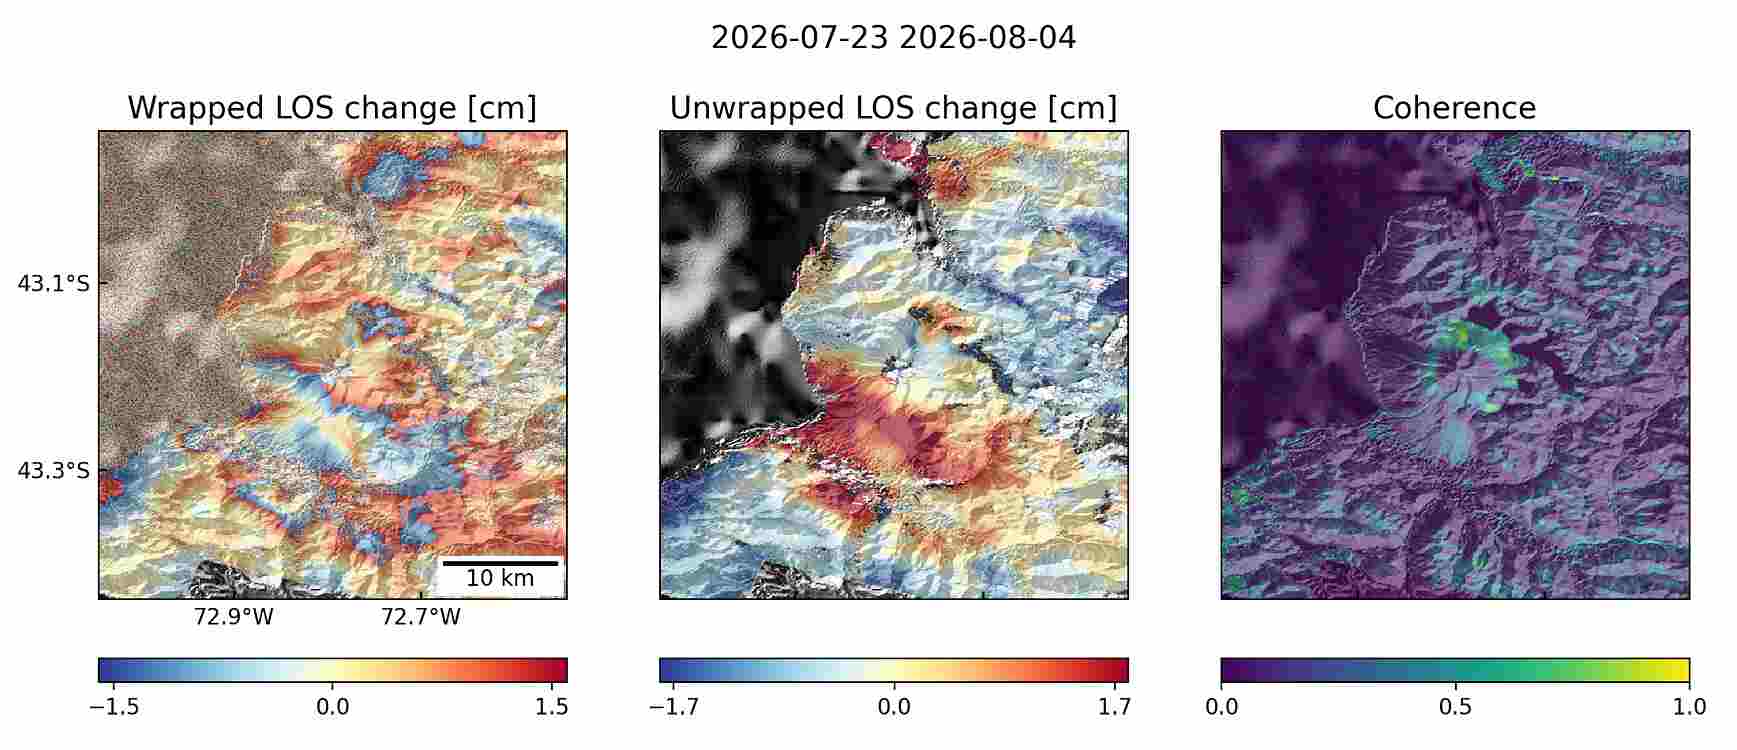 2026-07-23 2026-08-04
Wrapped LOS change [cm]
Unwrapped LOS change [cm]
Coherence
43.1°S
43.3°S
10 km
72.9°W
72.7°W
−1.5
0.0
1.5
−1.7
0.0
1.7
0.0
0.5
1.0